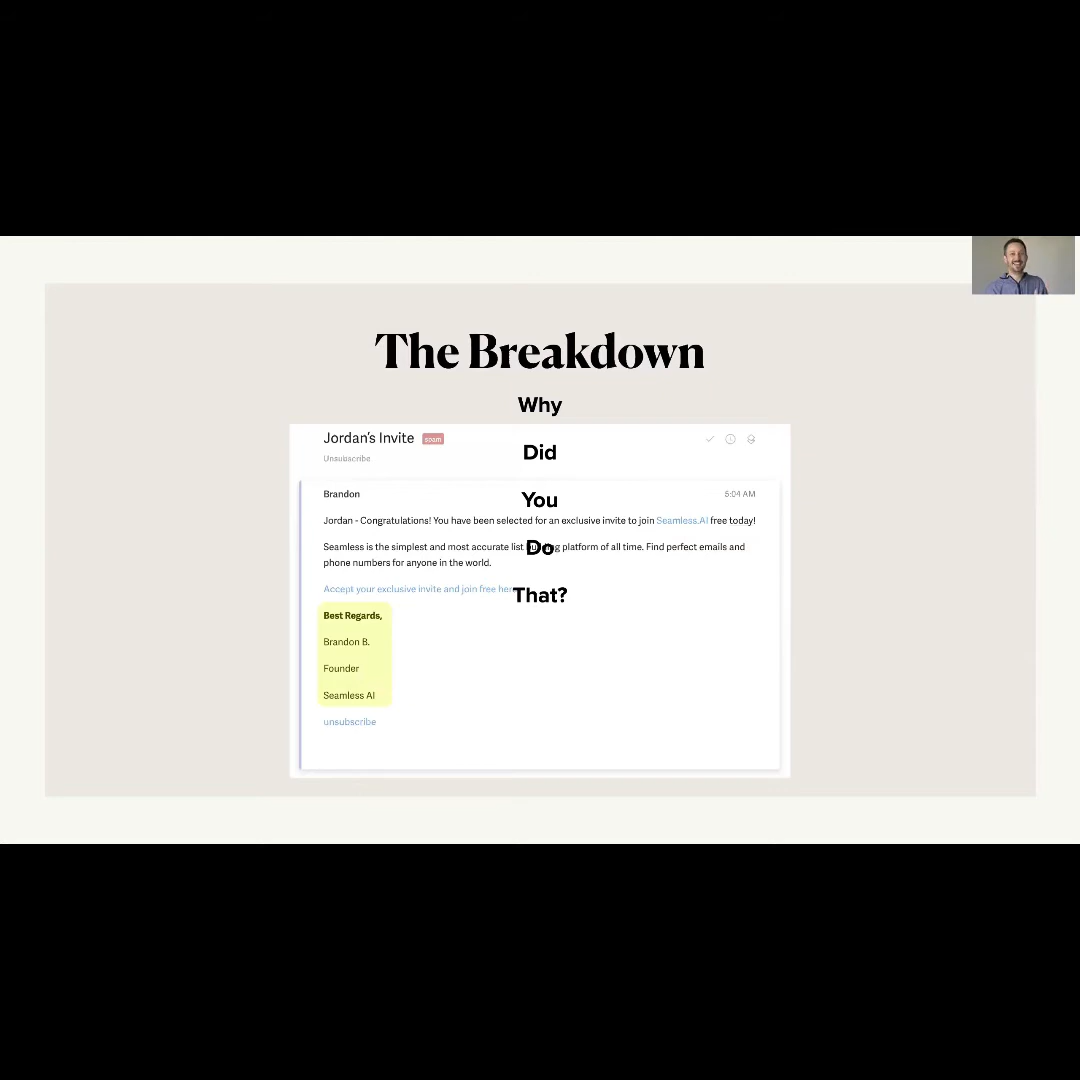 The Breakdown
Why
Did
You
Do
That?
Jordan's Invite spam
Unsubscribe
Brandon 5:04 AM
Jordan - Congratulations! You have been selected for an exclusive invite to join Seamless.AI free today!
Seamless is the simplest and most accurate list platform of all time. Find perfect emails and
phone numbers for anyone in the world.
Accept your exclusive invite and join free
Best Regards,
Brandon B.
Founder
Seamless AI
unsubscribe